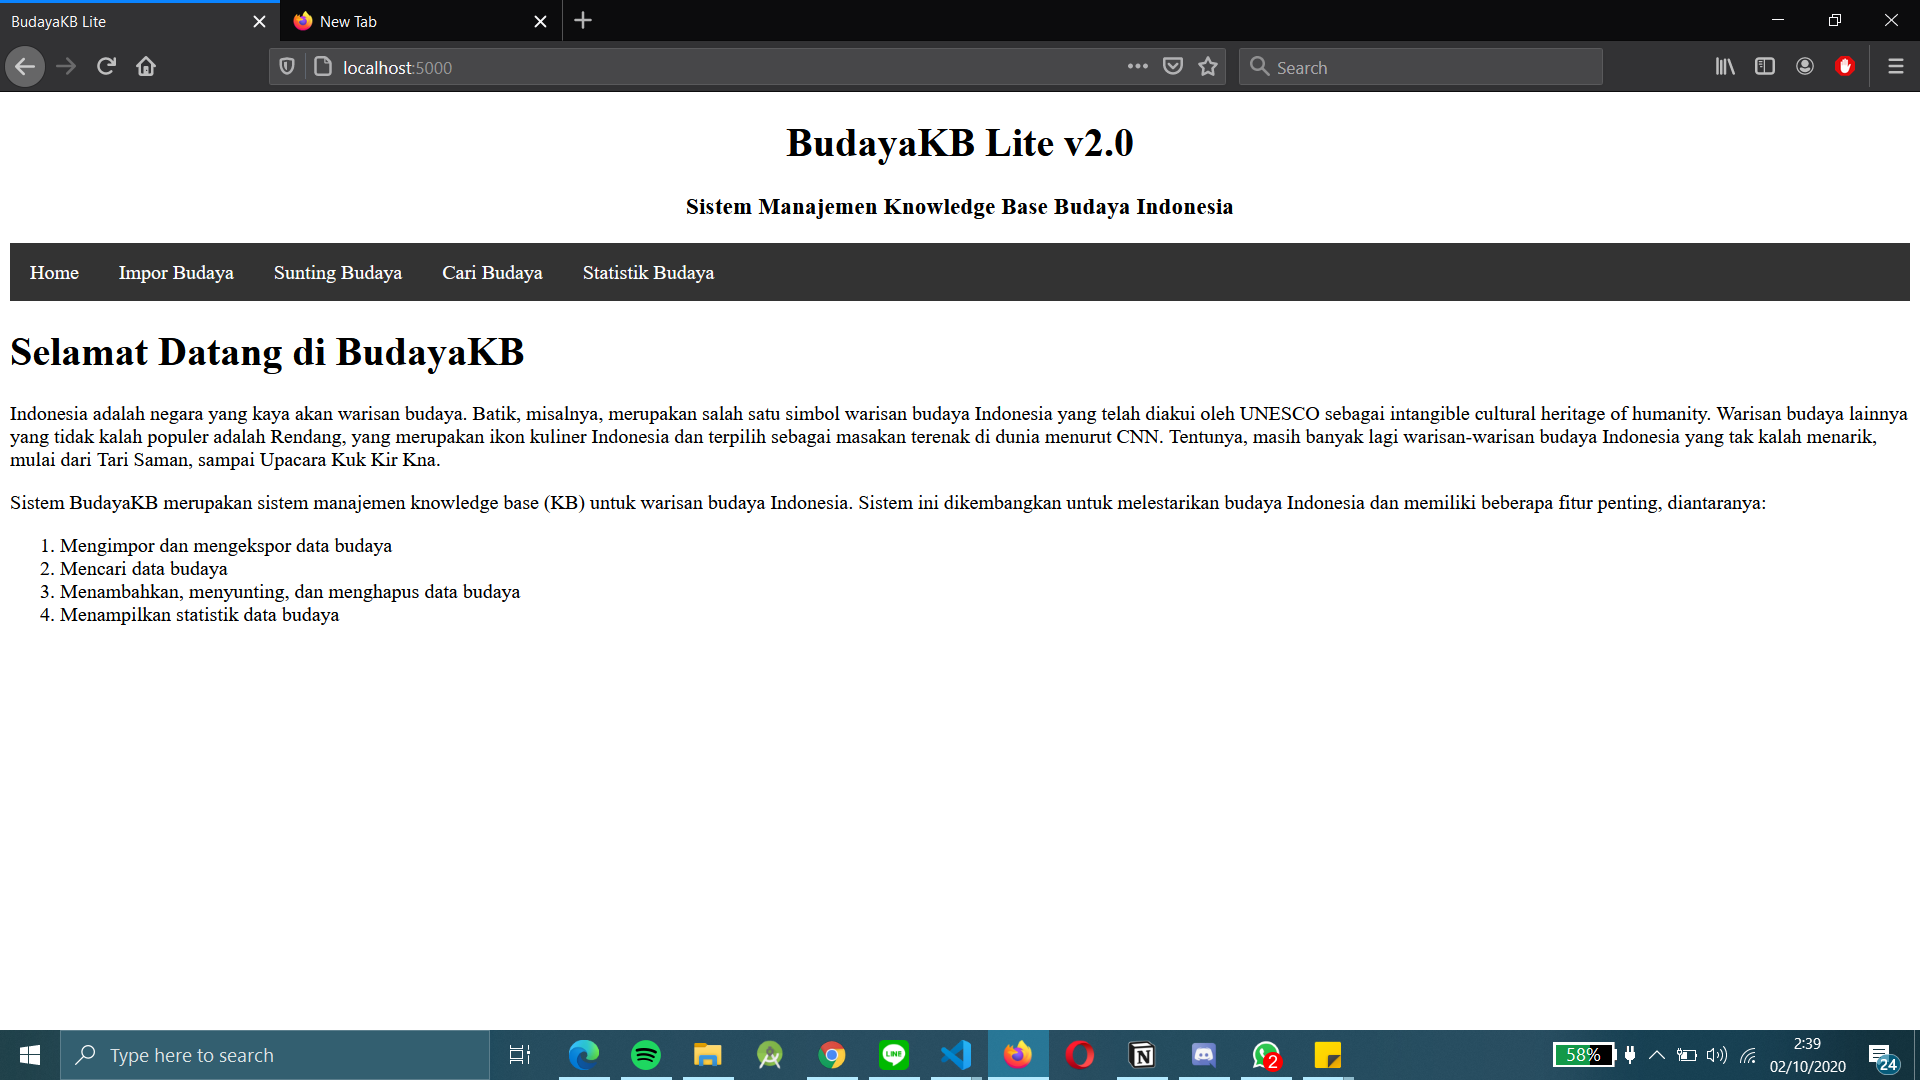 BudayaKB Lite
New Tab
localhost:5000
Search
BudayaKB Lite v2.0
Sistem Manajemen Knowledge Base Budaya Indonesia
Home Impor Budaya Sunting Budaya Cari Budaya Statistik Budaya
Selamat Datang di BudayaKB
Indonesia adalah negara yang kaya akan warisan budaya. Batik, misalnya, merupakan salah satu simbol warisan budaya Indonesia yang telah diakui oleh UNESCO sebagai intangible cultural heritage of humanity. Warisan budaya lainnya
yang tidak kalah populer adalah Rendang, yang merupakan ikon kuliner Indonesia dan terpilih sebagai masakan terenak di dunia menurut CNN. Tentunya, masih banyak lagi warisan-warisan budaya Indonesia yang tak kalah menarik,
mulai dari Tari Saman, sampai Upacara Kuk Kir Kna.
Sistem BudayaKB merupakan sistem manajemen knowledge base (KB) untuk warisan budaya Indonesia. Sistem ini dikembangkan untuk melestarikan budaya Indonesia dan memiliki beberapa fitur penting, diantaranya:
1. Mengimpor dan mengekspor data budaya
2. Mencari data budaya
3. Menambahkan, menyunting, dan menghapus data budaya
4. Menampilkan statistik data budaya
Type here to search
LINE
2
58%
2:39
02/10/2020
24